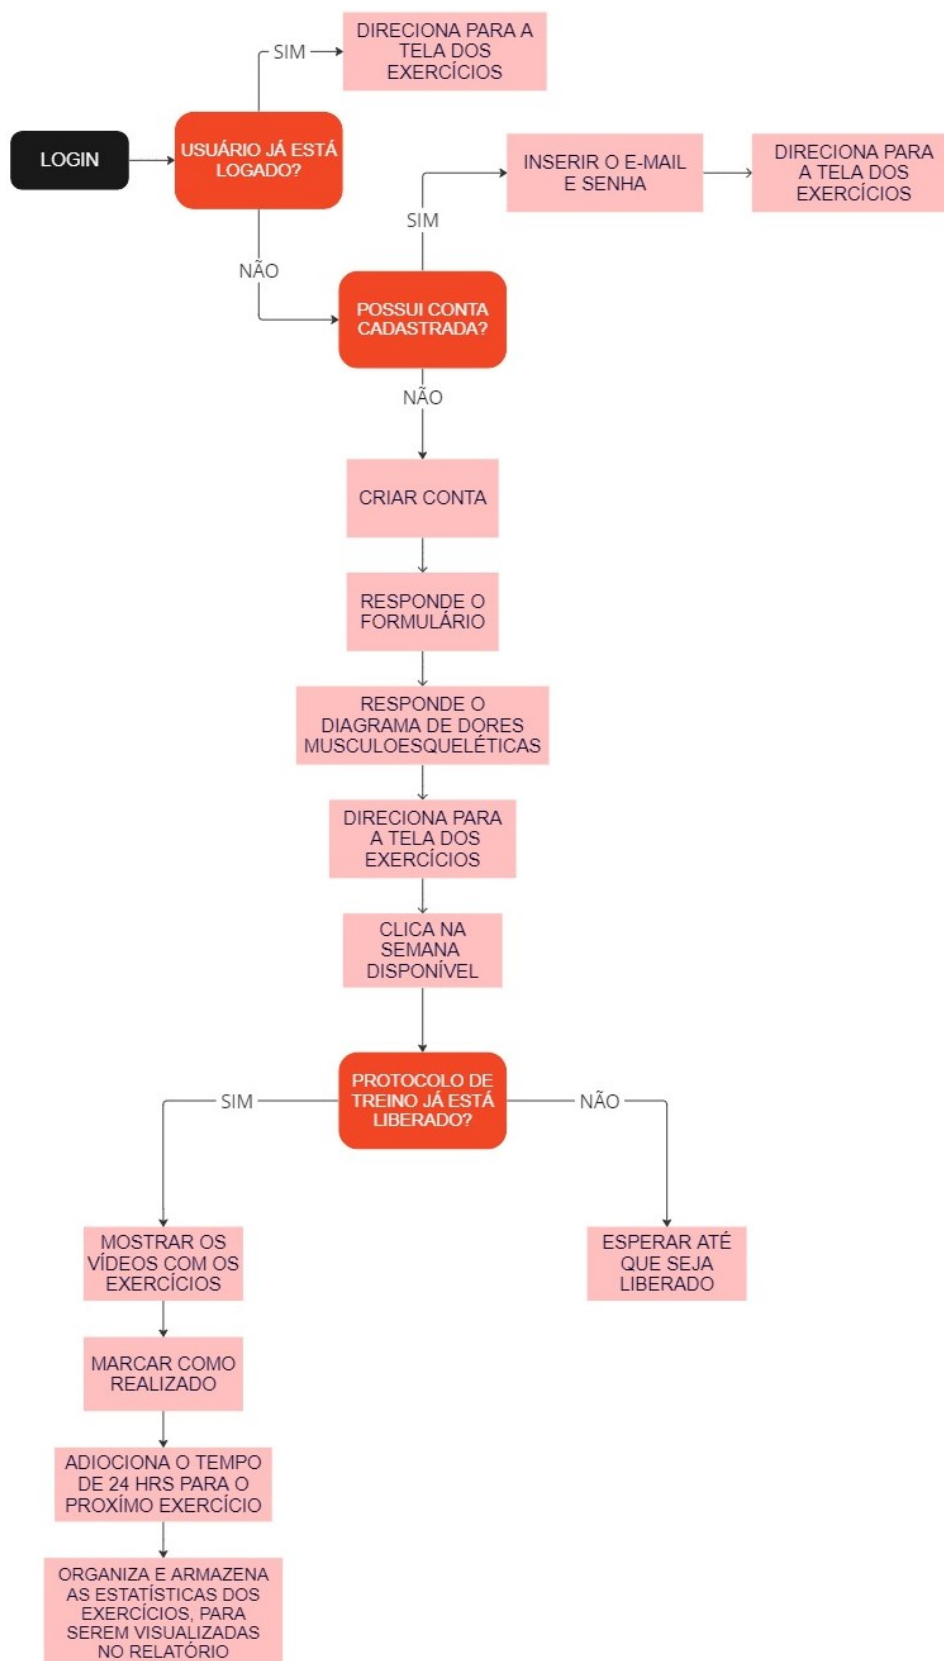 DIRECIONA PARA A
TELA DOS
EXERCÍCIOS
SIM
LOGIN
USUÁRIO JÁ ESTÁ
LOGADO?
INSERIR O E-MAIL
E SENHA
DIRECIONA PARA
A TELA DOS
EXERCÍCIOS
SIM
NÃO
POSSUI CONTA
CADASTRADA?
NÃO
CRIAR CONTA
RESPONDE O
FORMULÁRIO
RESPONDE O
DIAGRAMA DE DORES
MUSCULOESQUELÉTICAS
DIRECIONA PARA
A TELA DOS
EXERCÍCIOS
CLICA NA
SEMANA
DISPONÍVEL
PROTOCOLO DE
TREINO JÁ ESTÁ
LIBERADO?
SIM
NÃO
MOSTRAR OS
VÍDEOS COM OS
EXERCÍCIOS
ESPERAR ATÉ
QUE SEJA
LIBERADO
MARCAR COMO
REALIZADO
ADIOCIONA O TEMPO
DE 24 HRS PARA O
PROXÍMO EXERCÍCIO
ORGANIZA E ARMAZENA
AS ESTATÍSTICAS DOS
EXERCÍCIOS, PARA
SEREM VISUALIZADAS
NO RELATÓRIO